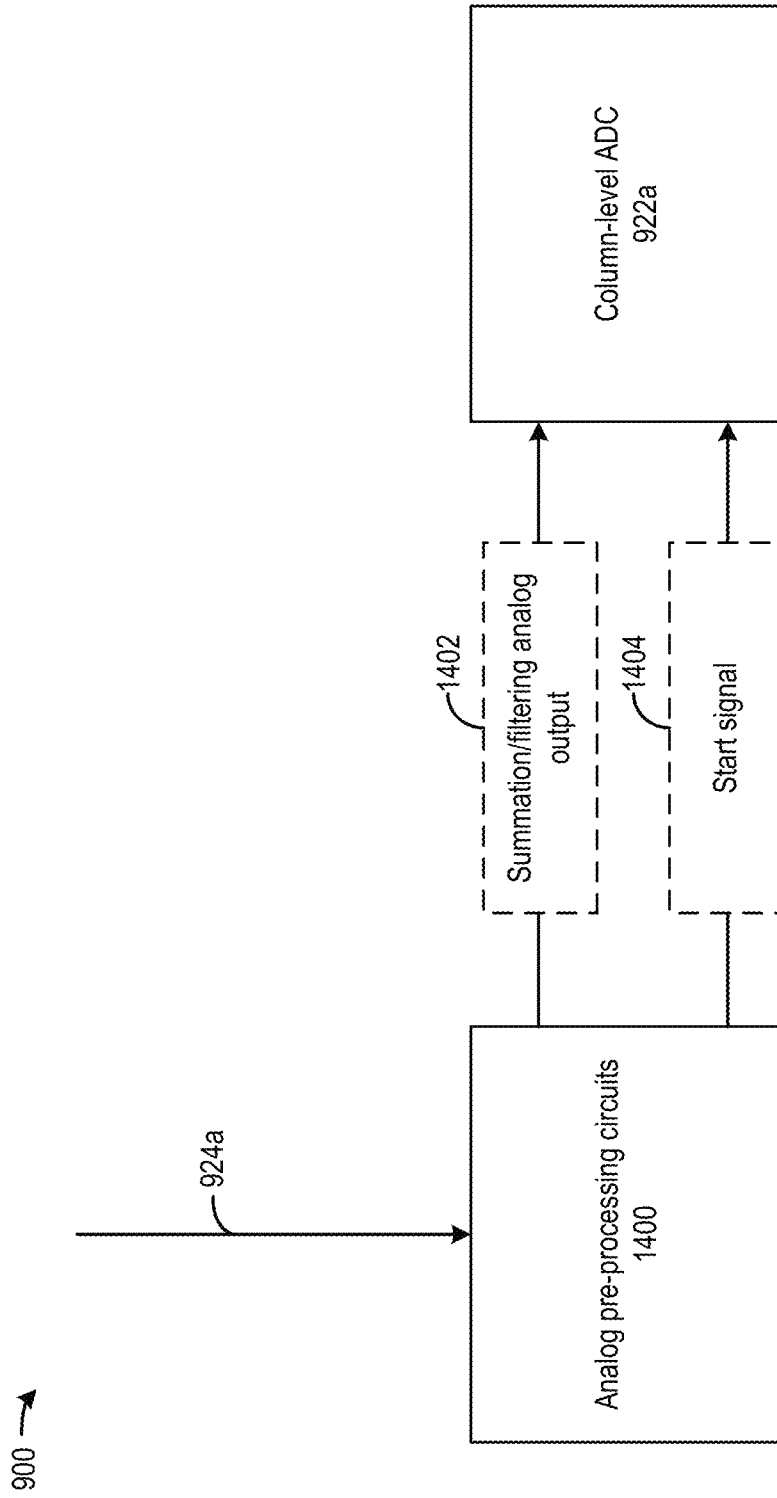 900
924a
Analog pre-processing circuits
1400
1402
Summation/filtering analog
output
1404
Start signal
Column-level ADC
922a